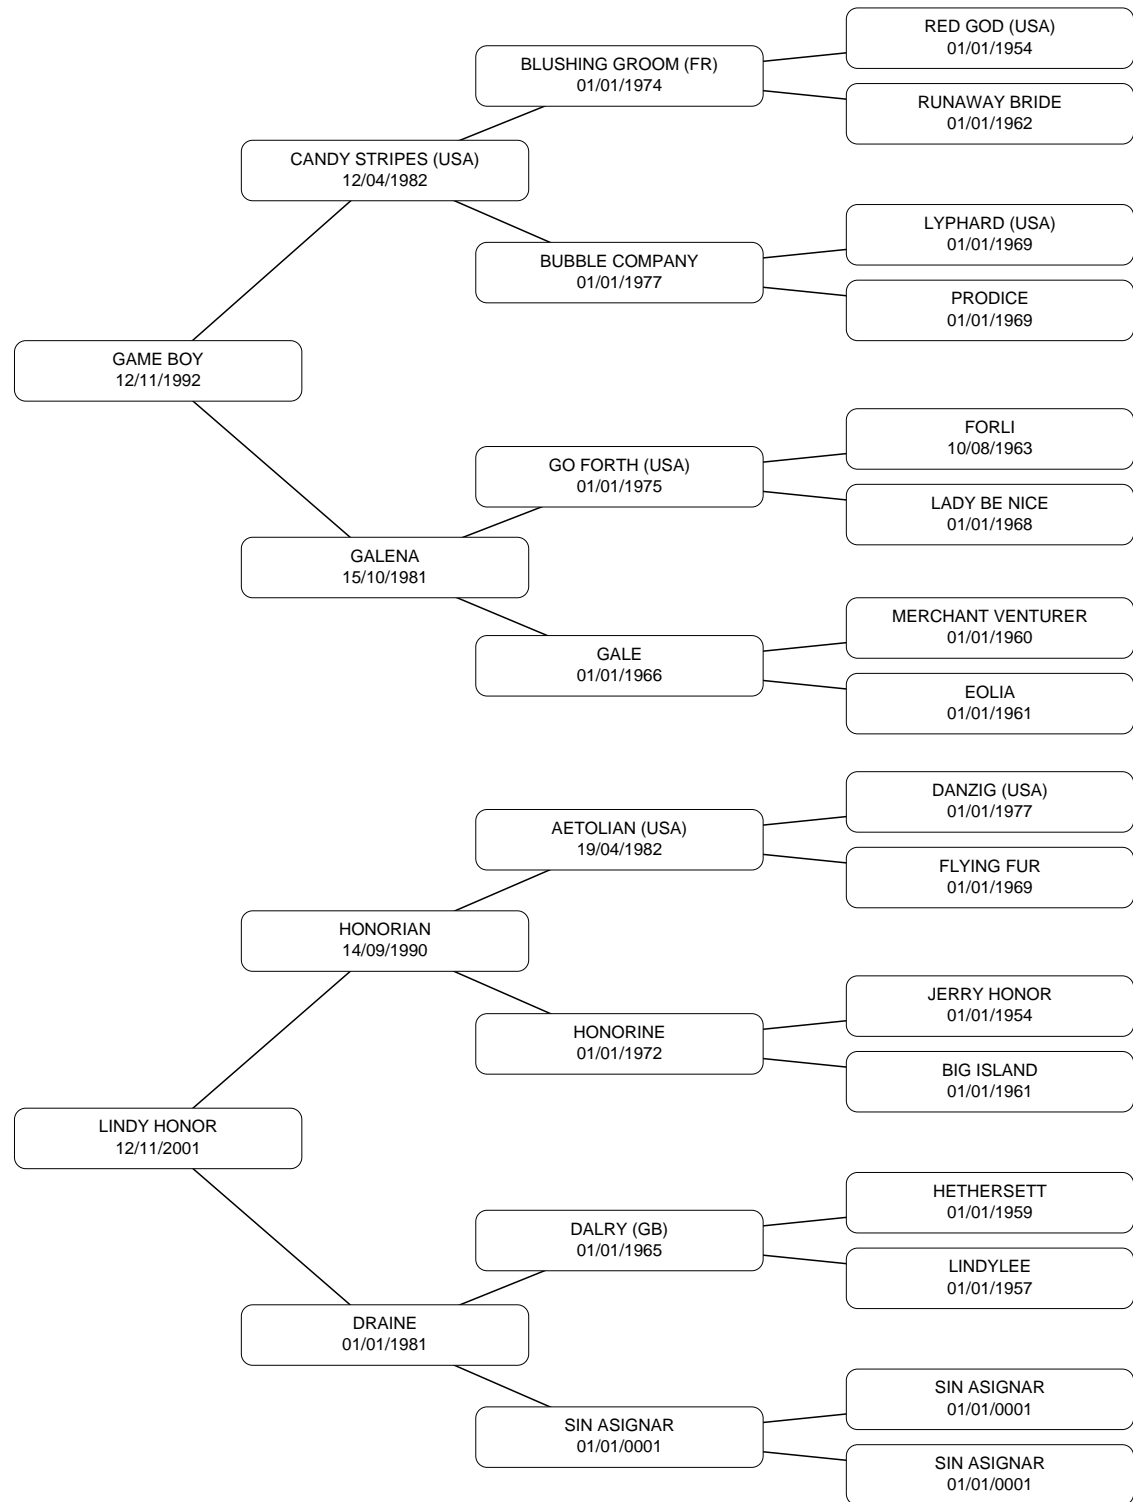 RED GOD (USA)
01/01/1954
BLUSHING GROOM (FR)
01/01/1974
RUNAWAY BRIDE
01/01/1962
CANDY STRIPES (USA)
12/04/1982
LYPHARD (USA)
01/01/1969
BUBBLE COMPANY
01/01/1977
PRODICE
01/01/1969
GAME BOY
12/11/1992
FORLI
10/08/1963
GO FORTH (USA)
01/01/1975
LADY BE NICE
01/01/1968
GALENA
15/10/1981
MERCHANT VENTURER
01/01/1960
GALE
01/01/1966
EOLIA
01/01/1961
DANZIG (USA)
01/01/1977
AETOLIAN (USA)
19/04/1982
FLYING FUR
01/01/1969
HONORIAN
14/09/1990
JERRY HONOR
01/01/1954
HONORINE
01/01/1972
BIG ISLAND
01/01/1961
LINDY HONOR
12/11/2001
HETHERSETT
01/01/1959
DALRY (GB)
01/01/1965
LINDYLEE
01/01/1957
DRAINE
01/01/1981
SIN ASIGNAR
01/01/0001
SIN ASIGNAR
01/01/0001
SIN ASIGNAR
01/01/0001